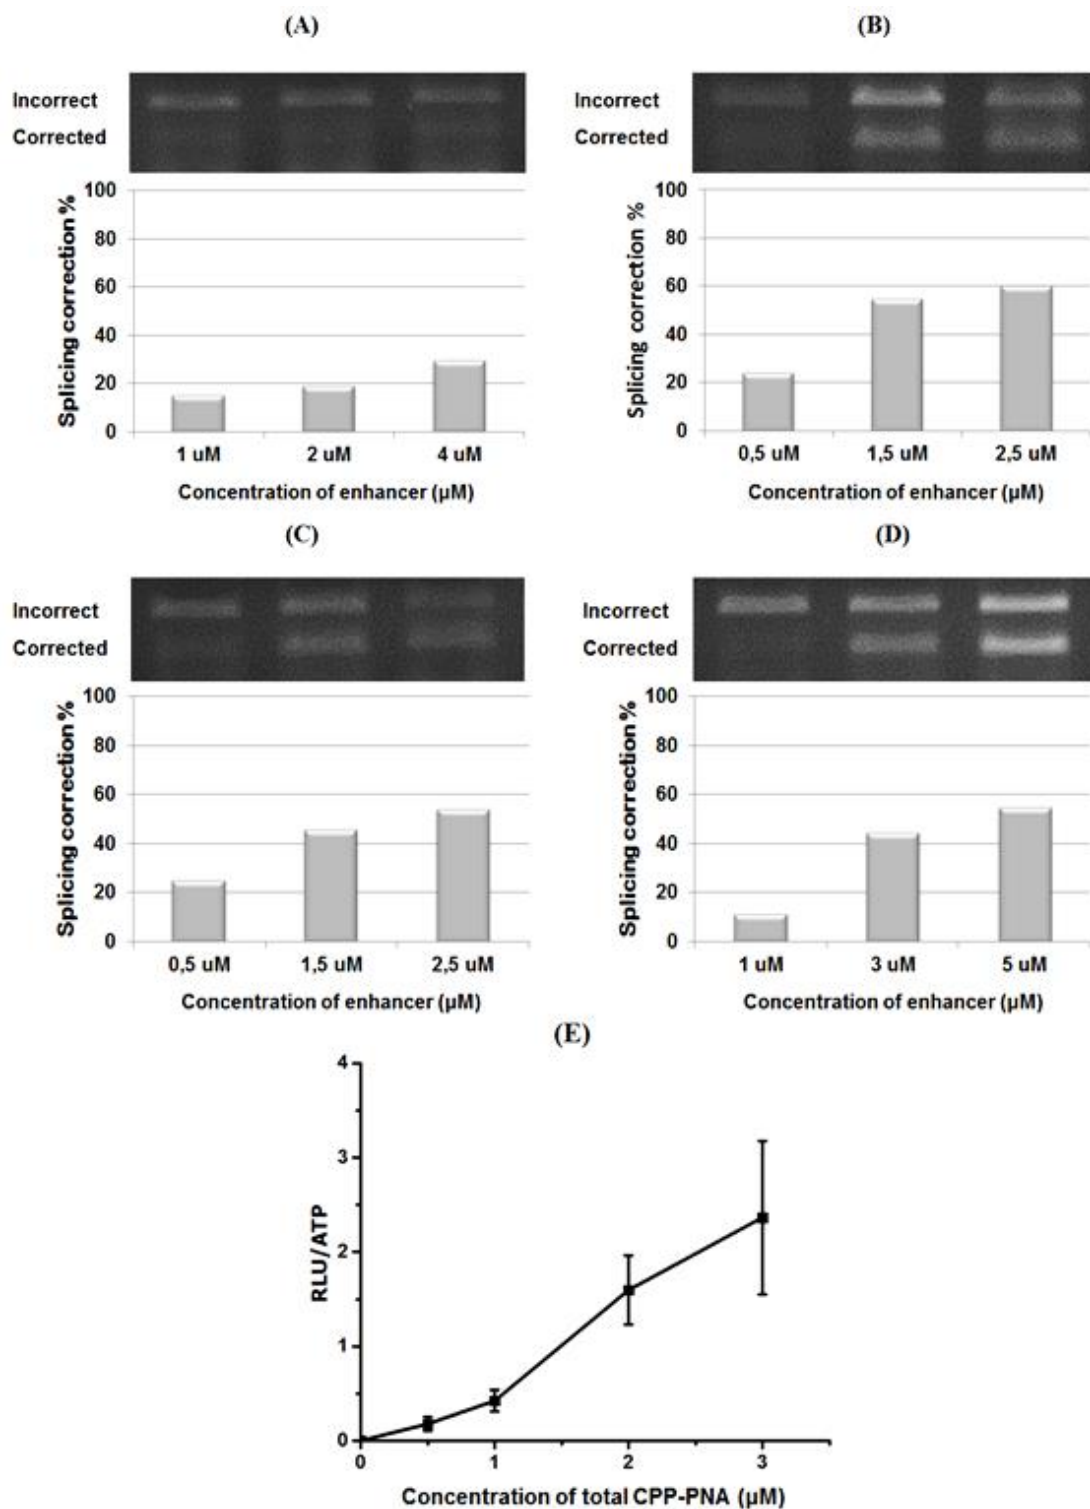 (A)
Incorrect
Corrected
Splicing correction %
100
80
60
40
20
0
1 uM 2 uM 4 uM
Concentration of enhancer (µM)
(B)
Incorrect
Corrected
Splicing correction %
100
80
60
40
20
0
0,5 uM 1,5 uM 2,5 uM
Concentration of enhancer (µM)
(C)
Incorrect
Corrected
Splicing correction %
100
80
60
40
20
0
0,5 uM 1,5 uM 2,5 uM
Concentration of enhancer (µM)
(D)
Incorrect
Corrected
Splicing correction %
100
80
60
40
20
0
1 uM 3 uM 5 uM
Concentration of enhancer (µM)
(E)
RLU/ATP
4
3
2
1
0
0 1 2 3
Concentration of total CPP-PNA (µM)